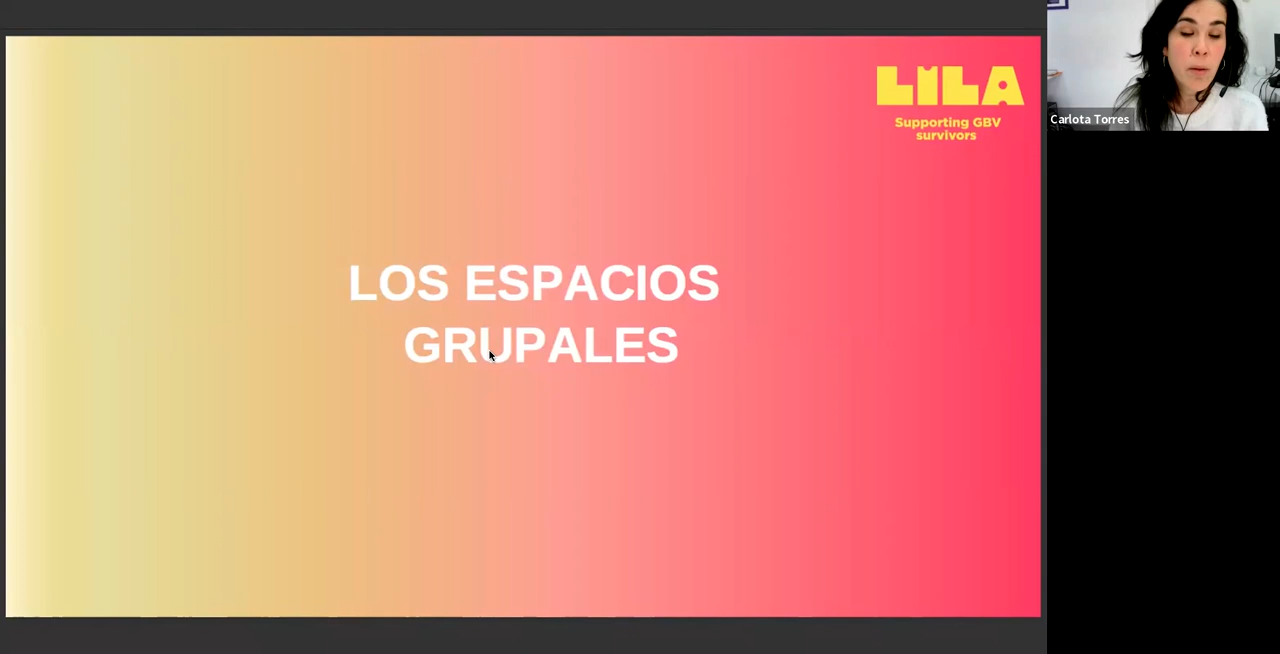 LILA
Supporting GBV
survivors
Carlota Torres
LOS ESPACIOS
GRUPALES